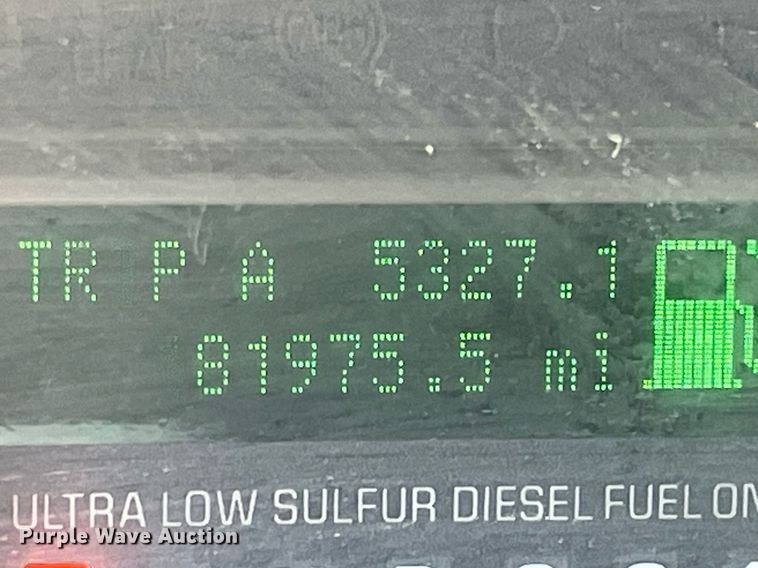 TR P A 5327.1
81975.5 mi
ULTRA LOW SULFUR DIESEL FUEL ON
Purple Wave Auction